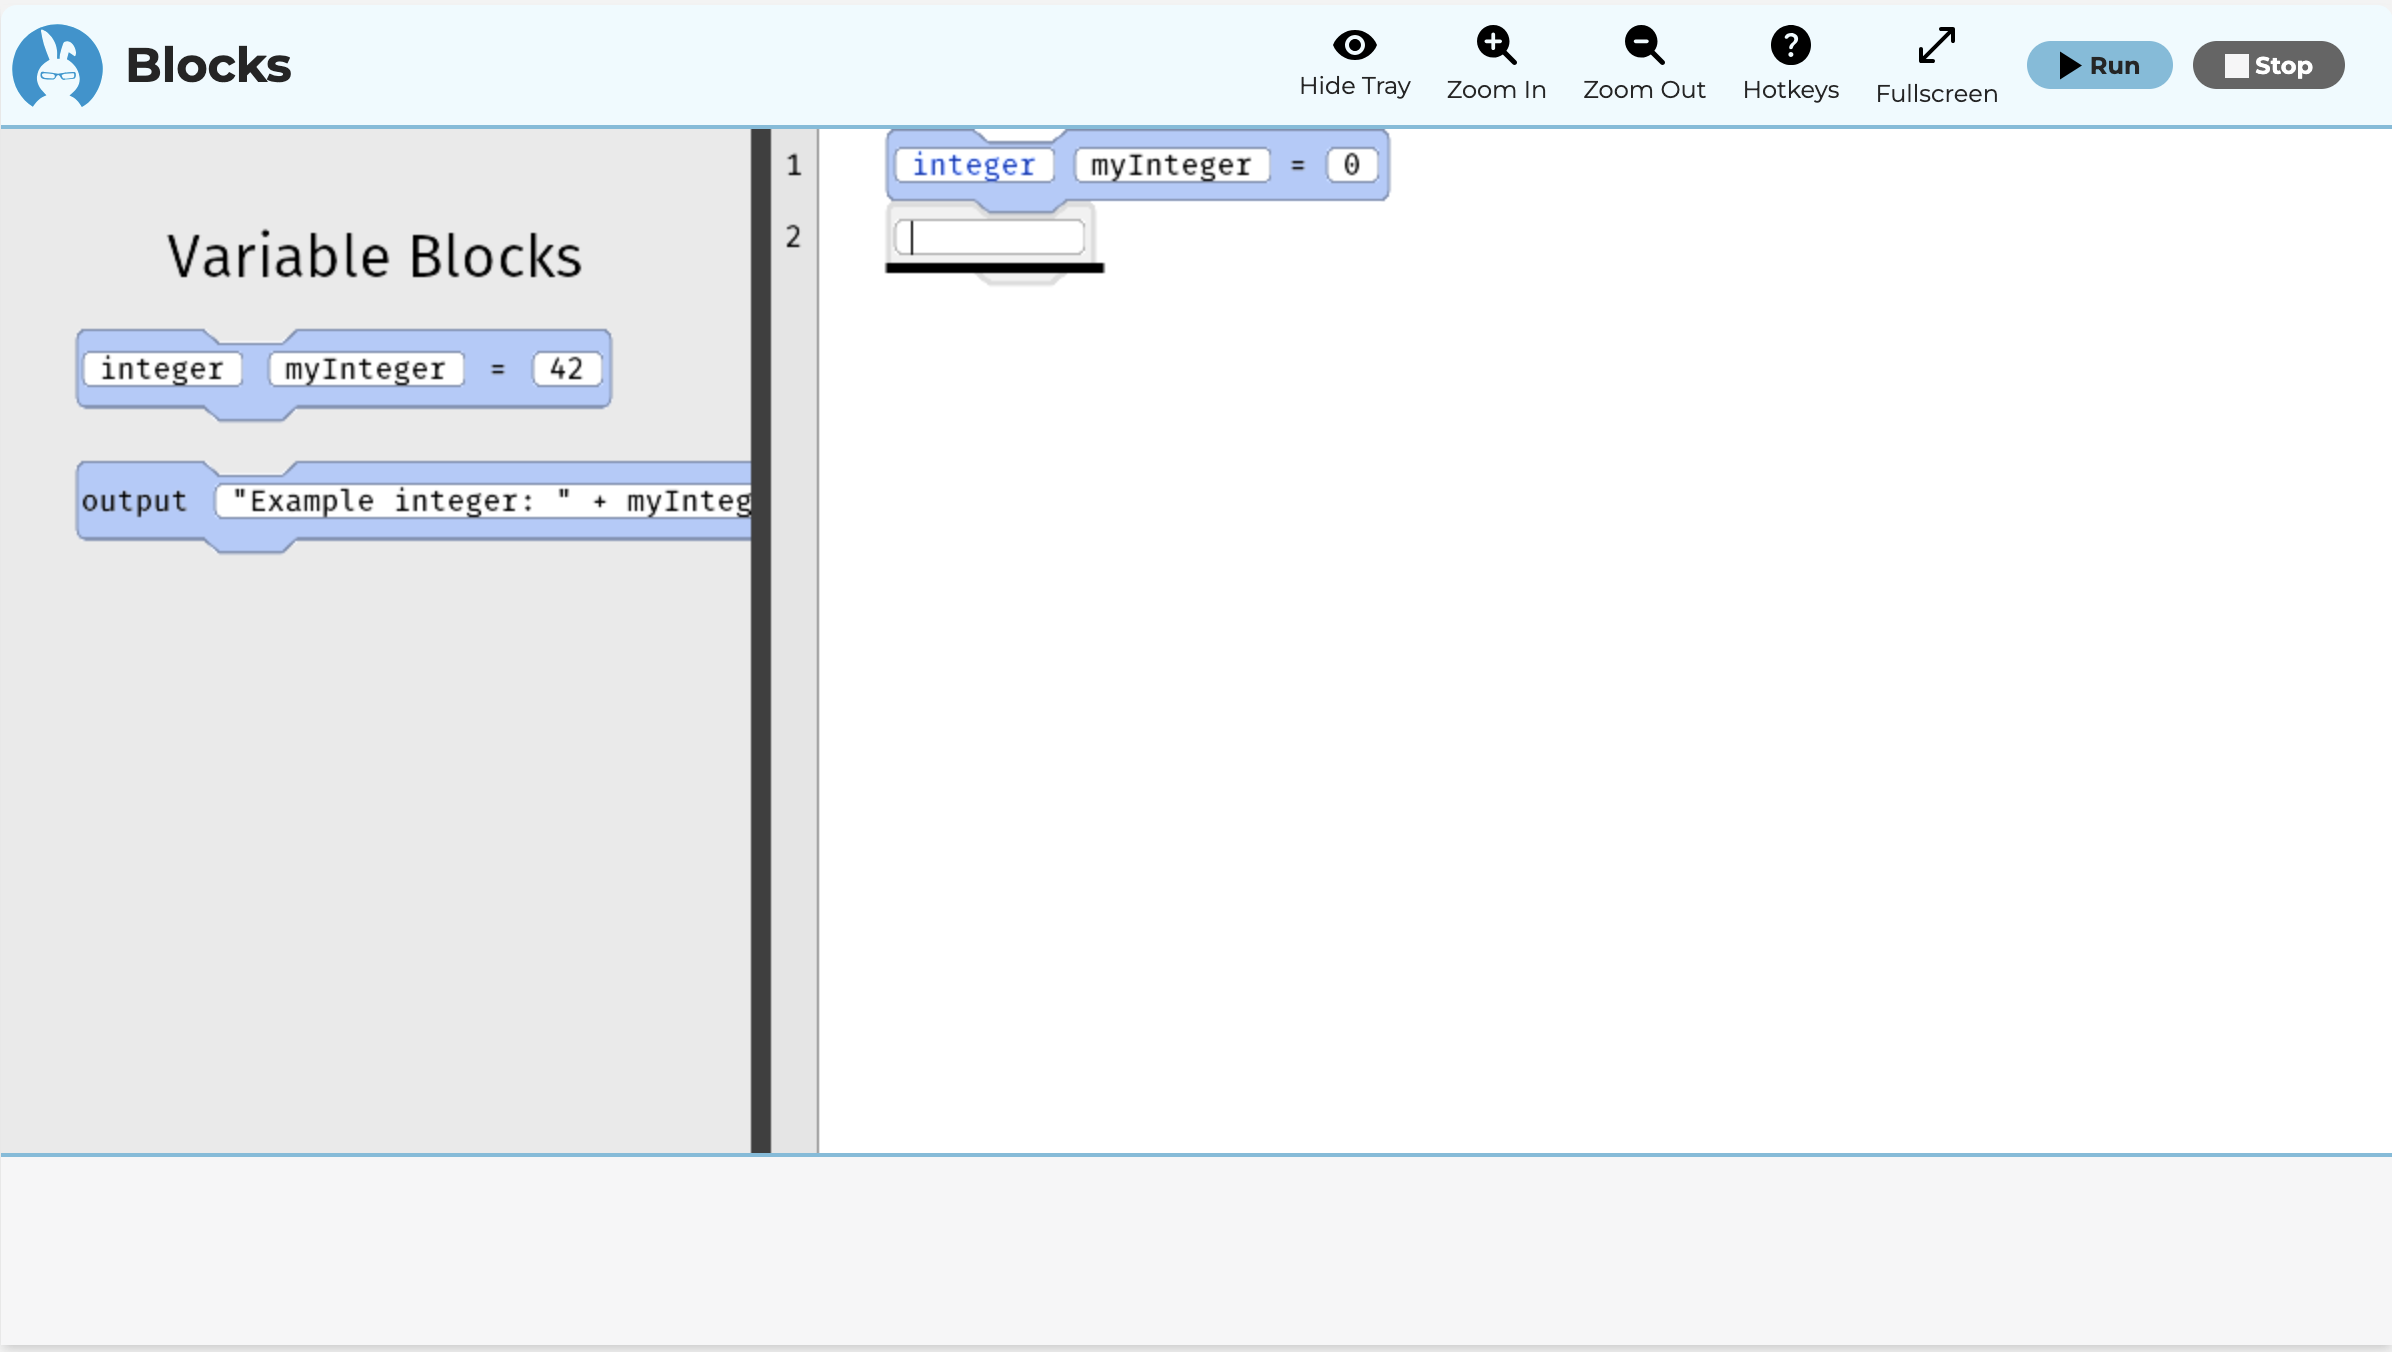 Blocks
Hide Tray
Zoom In
Zoom Out
Hotkeys
Fullscreen
Run
Stop
Variable Blocks
integer myInteger = 42
output "Example integer: " + myInteg
1 integer myInteger = 0
2